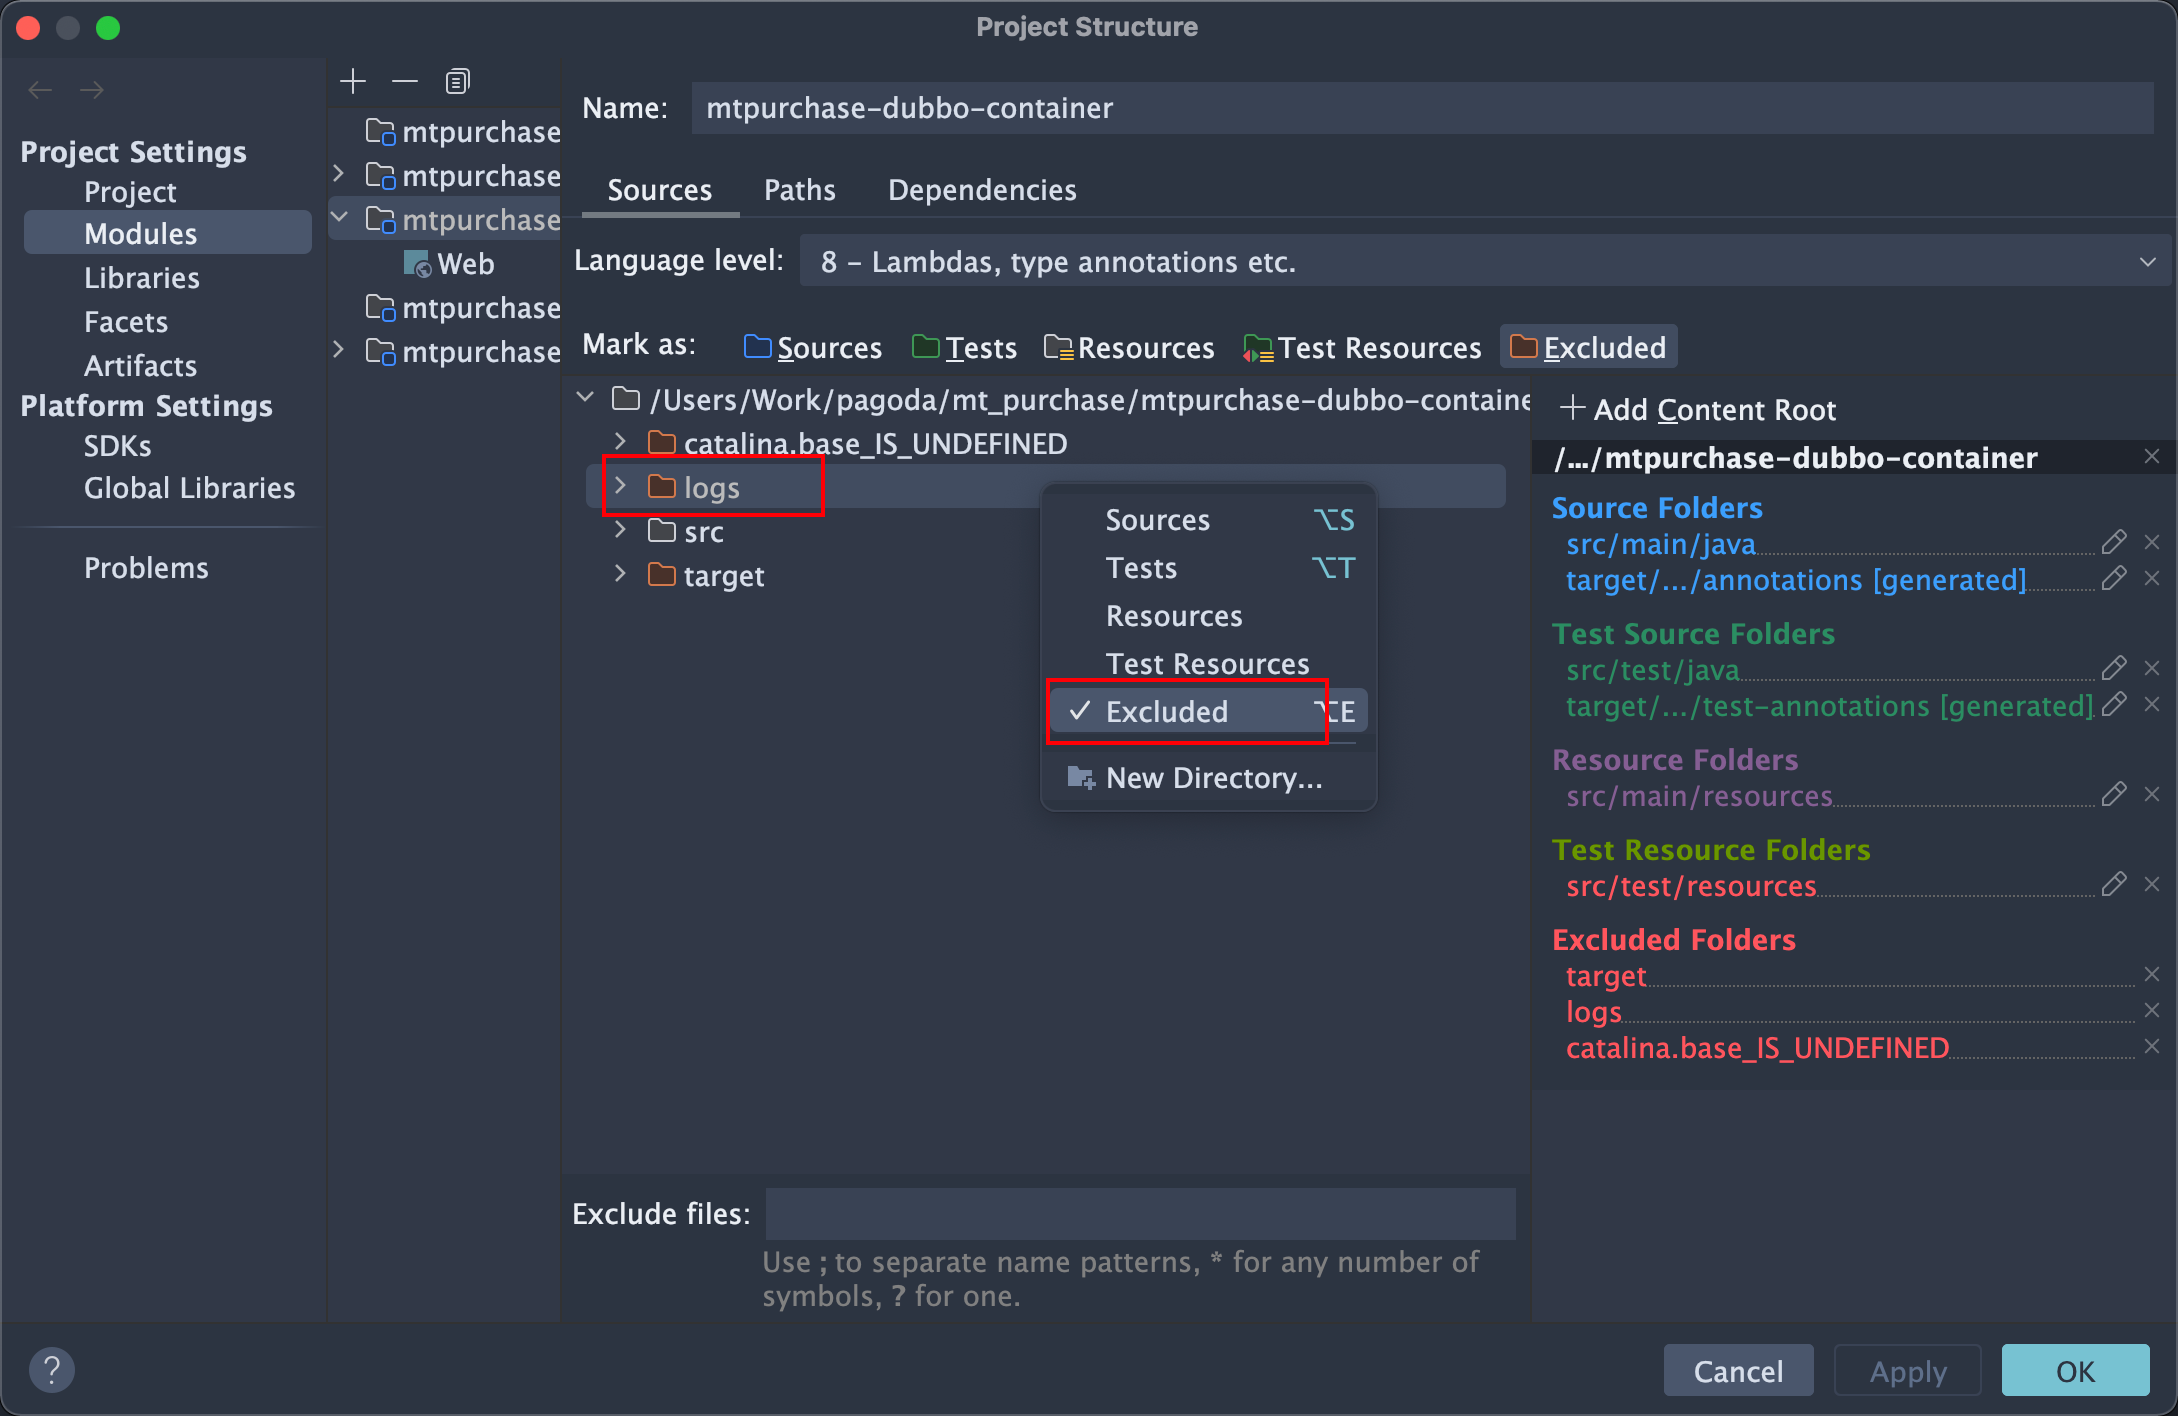 Project Structure
Project Settings
Project
Modules
Libraries
Facets
Artifacts
Platform Settings
SDKs
Global Libraries
Problems
mtpurchase
mtpurchase
mtpurchase
Web
mtpurchase
mtpurchase
Name: mtpurchase-dubbo-container
Sources Paths Dependencies
Language level: 8 – Lambdas, type annotations etc.
Mark as: Sources Tests Resources Test Resources Excluded
/Users/Work/pagoda/mt_purchase/mtpurchase-dubbo-containe
catalina.base_IS_UNDEFINED
logs
src
target
Sources ⌥S
Tests ⌥T
Resources
Test Resources
✓ Excluded ⌥E
New Directory...
Add Content Root
/.../mtpurchase-dubbo-container
Source Folders
src/main/java
target/.../annotations [generated]
Test Source Folders
src/test/java
target/.../test-annotations [generated]
Resource Folders
src/main/resources
Test Resource Folders
src/test/resources
Excluded Folders
target
logs
catalina.base_IS_UNDEFINED
Exclude files:
Use ; to separate name patterns, * for any number of
symbols, ? for one.
?
Cancel Apply OK